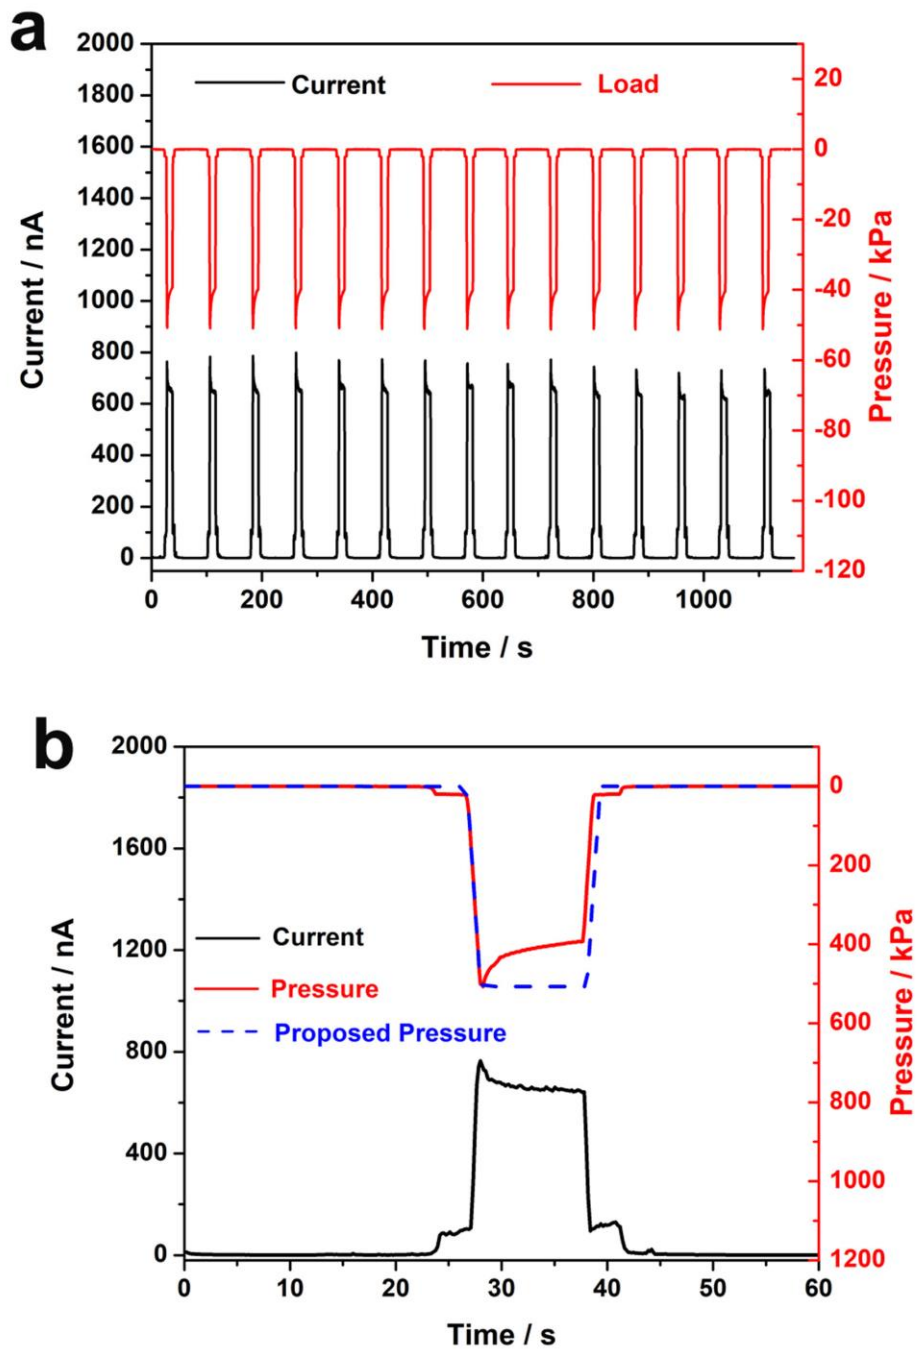 a
2000
1800
1600
1400
1200
1000
800
600
400
200
0
Current / nA
Current
Load
20
0
-20
-40
-60
-80
-100
-120
Pressure / kPa
0 200 400 600 800 1000
Time / s
b
2000
1600
1200
800
400
0
Current / nA
Current
Pressure
Proposed Pressure
0
200
400
600
800
1000
1200
Pressure / kPa
0 10 20 30 40 50 60
Time / s